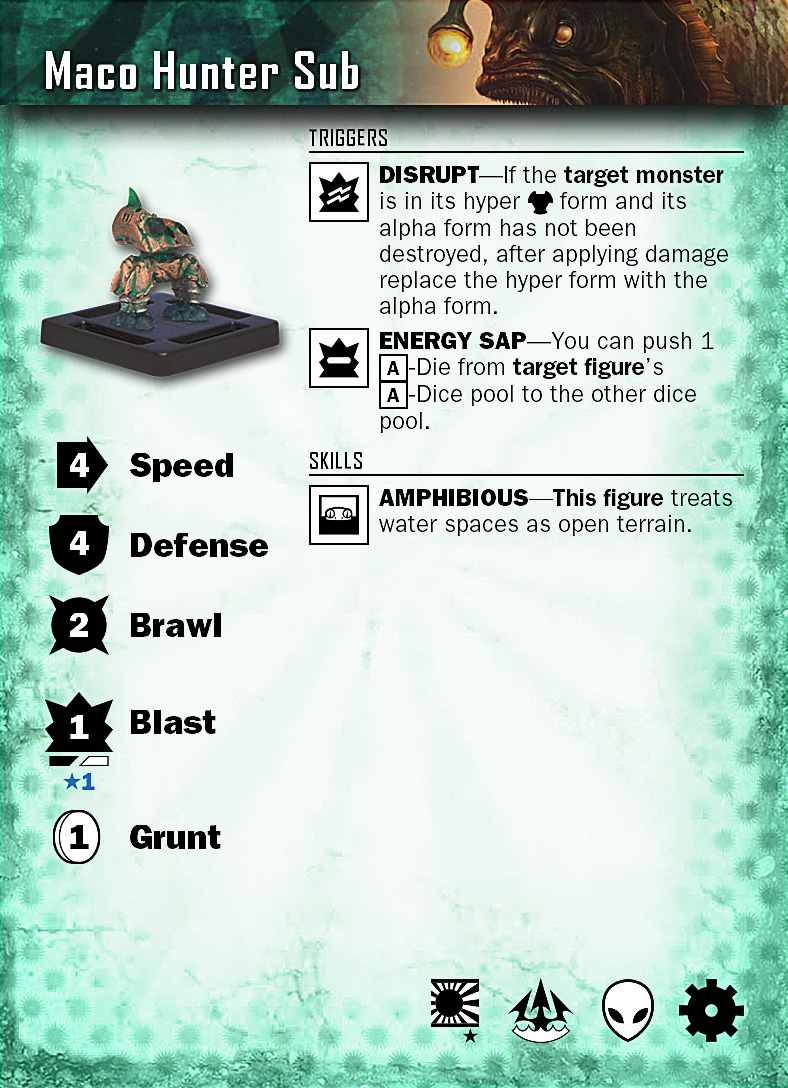 Maco Hunter Sub
TRIGGERS
DISRUPT—If the target monster
is in its hyper form and its
alpha form has not been
destroyed, after applying damage
replace the hyper form with the
alpha form.
ENERGY SAP—You can push 1
A-Die from target figure's
A-Dice pool to the other dice
pool.
SKILLS
AMPHIBIOUS—This figure treats
water spaces as open terrain.
4 Speed
4 Defense
2 Brawl
1 Blast
★1
1 Grunt